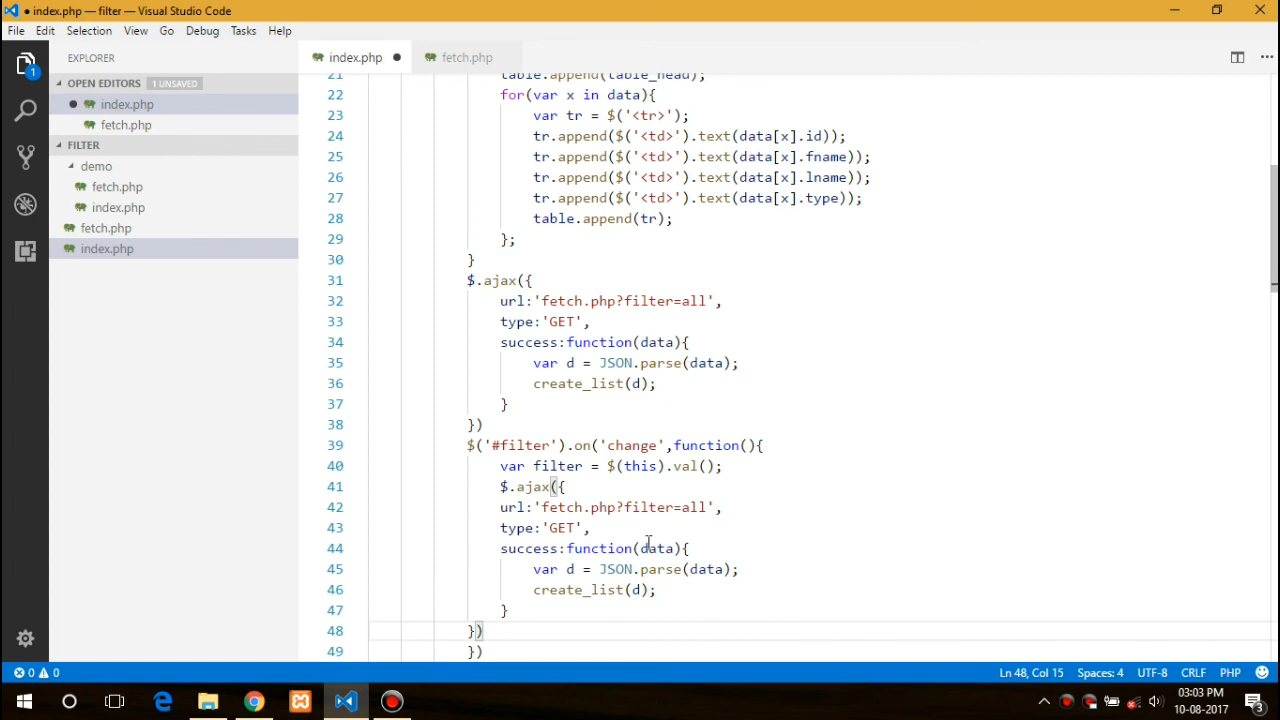 ● index.php — filter — Visual Studio Code
File Edit Selection View Go Debug Tasks Help
EXPLORER
index.php ●
fetch.php
OPEN EDITORS 1 UNSAVED
● index.php
fetch.php
FILTER
demo
fetch.php
index.php
fetch.php
index.php
1
21 table.append(table_head);
22 for(var x in data){
23 var tr = $('<tr>');
24 tr.append($('<td>').text(data[x].id));
25 tr.append($('<td>').text(data[x].fname));
26 tr.append($('<td>').text(data[x].lname));
27 tr.append($('<td>').text(data[x].type));
28 table.append(tr);
29 };
30 }
31 $.ajax({
32 url:'fetch.php?filter=all',
33 type:'GET',
34 success:function(data){
35 var d = JSON.parse(data);
36 create_list(d);
37 }
38 })
39 $('#filter').on('change',function(){
40 var filter = $(this).val();
41 $.ajax({
42 url:'fetch.php?filter=all',
43 type:'GET',
44 success:function(data){
45 var d = JSON.parse(data);
46 create_list(d);
47 }
48 })
49 })
0 0 Ln 48, Col 15 Spaces: 4 UTF-8 CRLF PHP
03:03 PM
10-08-2017
3